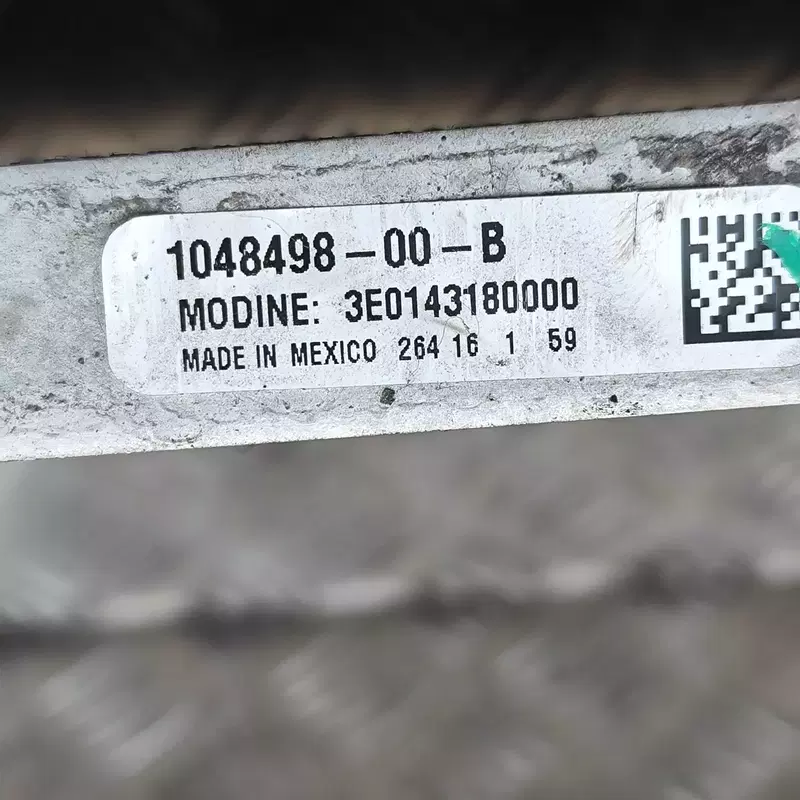 1048498-00-B
MODINE: 3E0143180000
MADE IN MEXICO 264 16 1 59